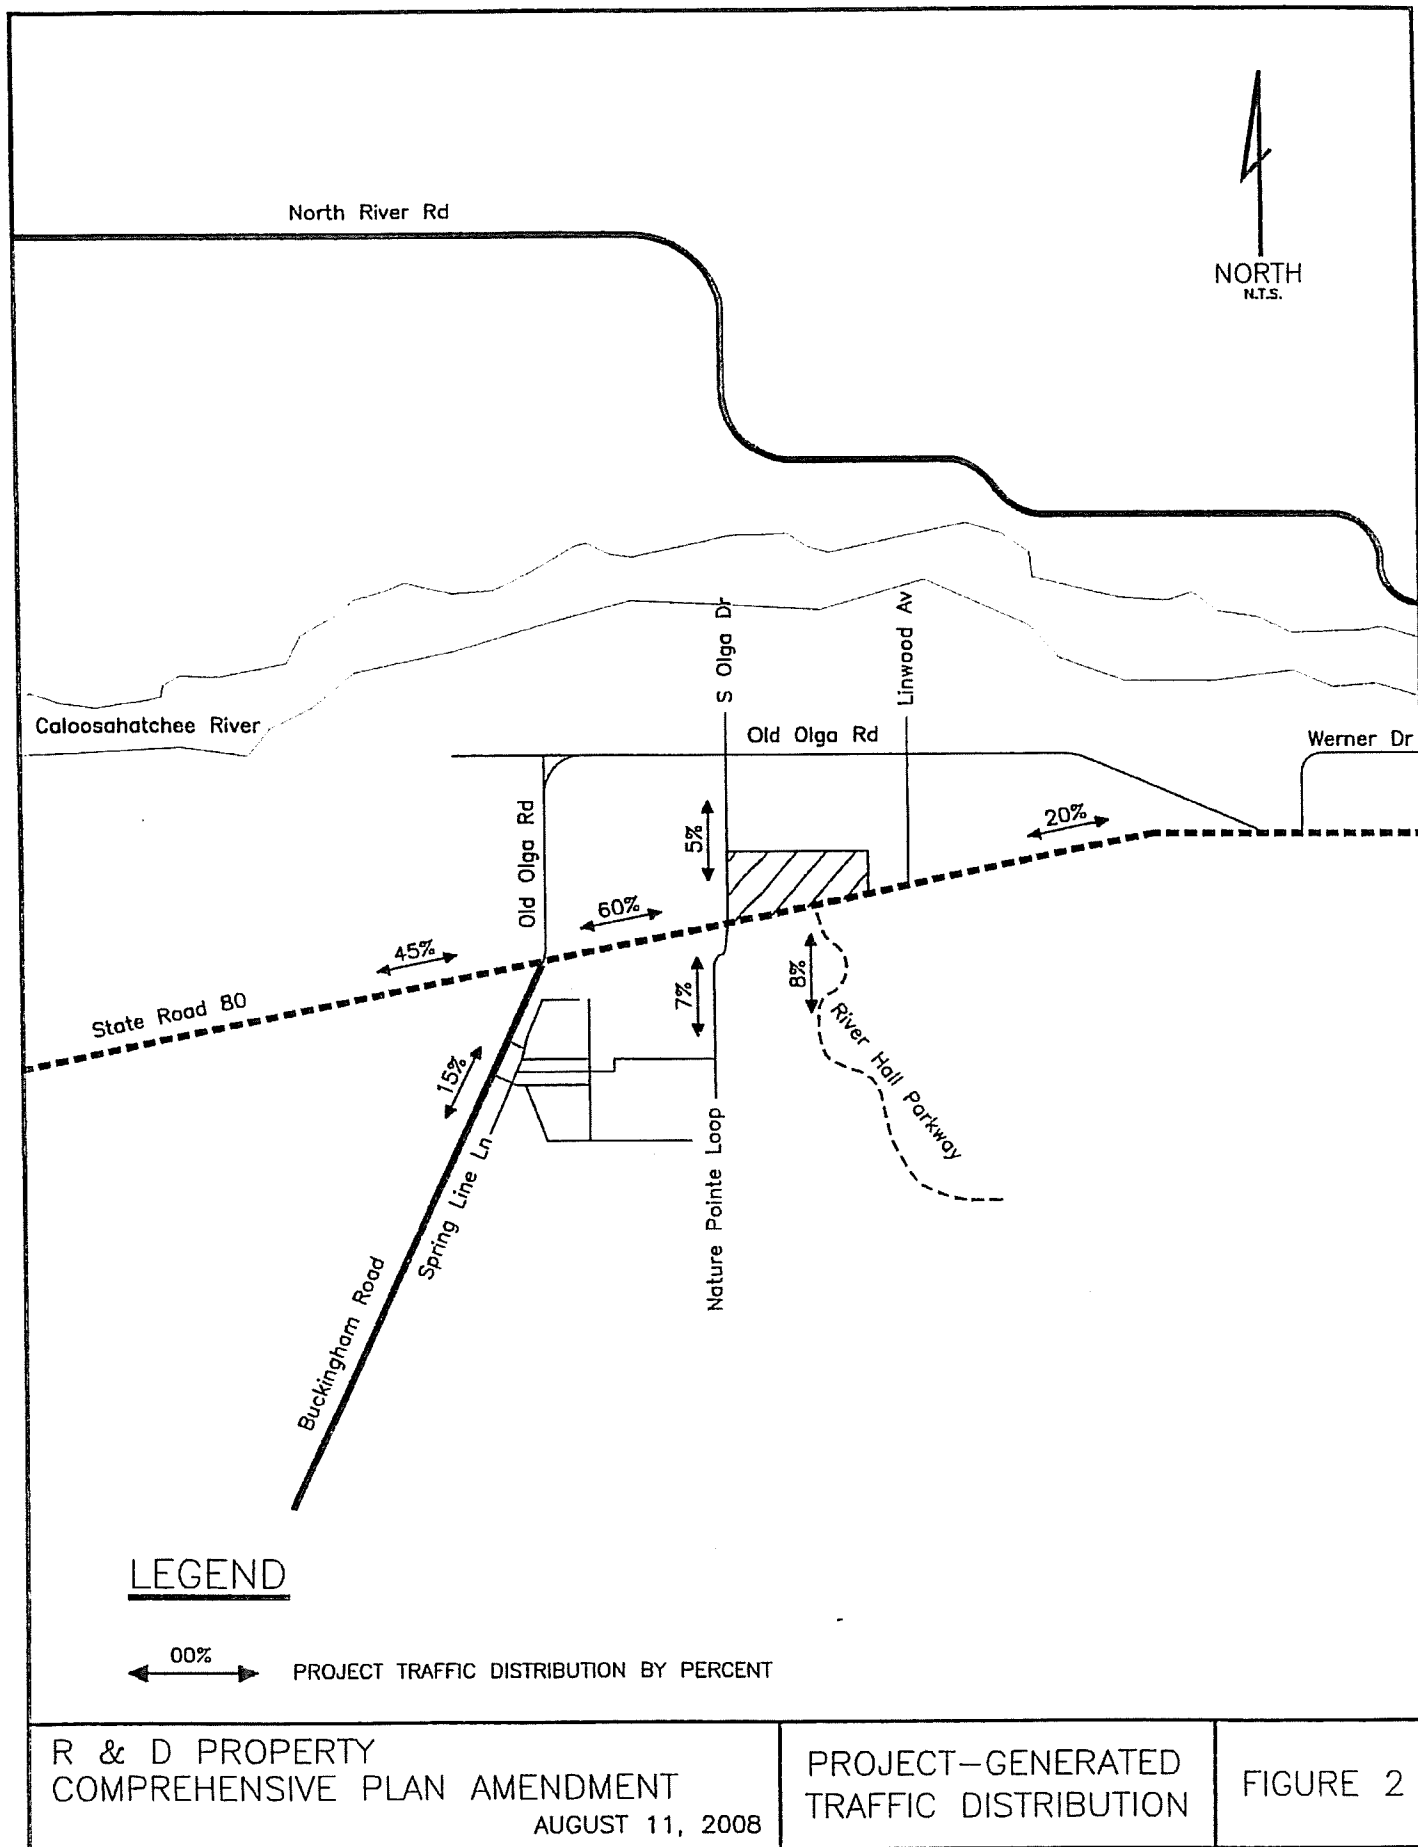 North River Rd
NORTH
N.T.S.
S Olga Dr
Linwood Av
Caloosahatchee River
Old Olga Rd
Werner Dr
Old Olga Rd
5%
20%
60%
45%
State Road 80
7%
8%
River Hall Parkway
15%
Spring Line Ln
Nature Pointe Loop
Buckingham Road
LEGEND
00%
PROJECT TRAFFIC DISTRIBUTION BY PERCENT
R & D PROPERTY
COMPREHENSIVE PLAN AMENDMENT
AUGUST 11, 2008
PROJECT-GENERATED
TRAFFIC DISTRIBUTION
FIGURE 2